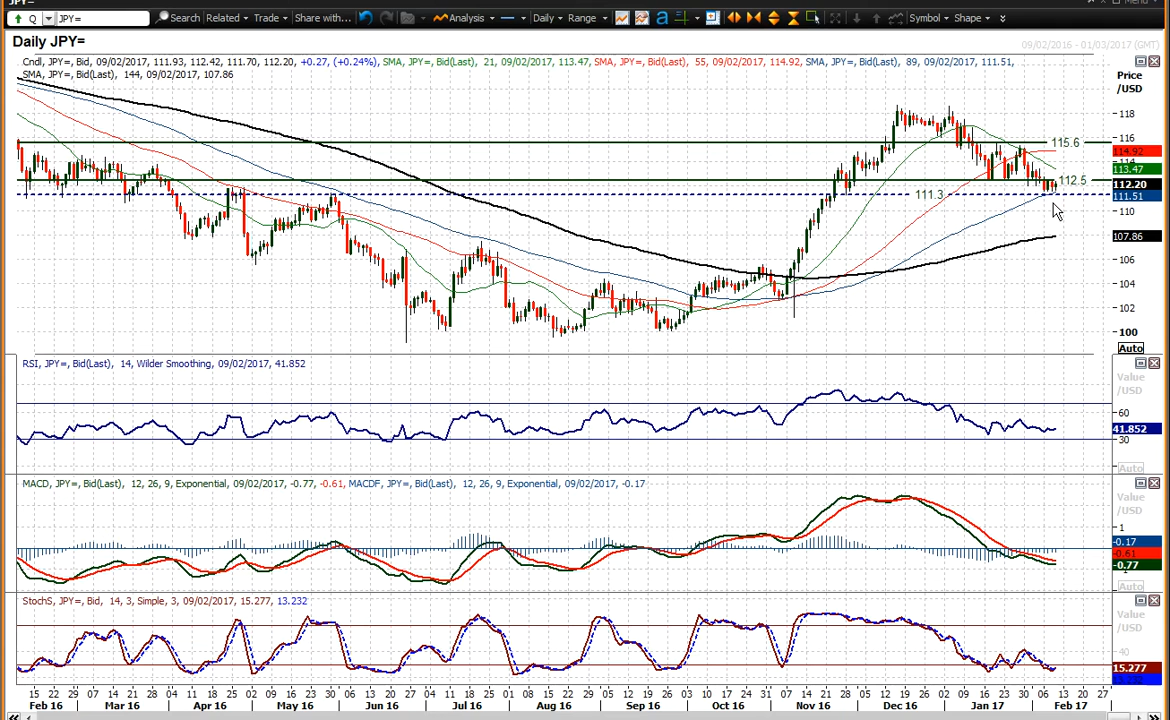 JPY=
Q JPY= Search Related Trade Share with... Analysis Daily Range Symbol Shape
Daily JPY=
09/02/2016 - 01/03/2017 (GMT)
Cndl, JPY=, Bid, 09/02/2017, 111.93, 112.42, 111.70, 112.20, +0.27, (+0.24%), SMA, JPY=, Bid(Last), 21, 09/02/2017, 113.47, SMA, JPY=, Bid(Last), 55, 09/02/2017, 114.92, SMA, JPY=, Bid(Last), 89, 09/02/2017, 111.51,
SMA, JPY=, Bid(Last), 144, 09/02/2017, 107.86
Price
/USD
118
116
115.6
114.92
114
113.47
112.5
112.20
111.3
111.51
110
107.86
106
104
102
100
Auto
RSI, JPY=, Bid(Last), 14, Wilder Smoothing, 09/02/2017, 41.852
Value
/USD
60
41.852
30
Auto
MACD, JPY=, Bid(Last), 12, 26, 9, Exponential, 09/02/2017, -0.77, -0.61, MACDF, JPY=, Bid(Last), 12, 26, 9, Exponential, 09/02/2017, -0.17
Value
/USD
1
-0.17
-0.61
-0.77
Auto
StochS, JPY=, Bid, 14, 3, Simple, 3, 09/02/2017, 15.277, 13.232
Value
/USD
40
15.277
15 22 29 07 14 21 28 04 11 18 25 02 09 16 23 30 06 13 20 27 04 11 18 25 01 08 15 22 29 05 12 19 26 03 10 17 24 31 07 14 21 28 05 12 19 26 02 09 16 23 30 06 13 20 27
Feb 16 Mar 16 Apr 16 May 16 Jun 16 Jul 16 Aug 16 Sep 16 Oct 16 Nov 16 Dec 16 Jan 17 Feb 17